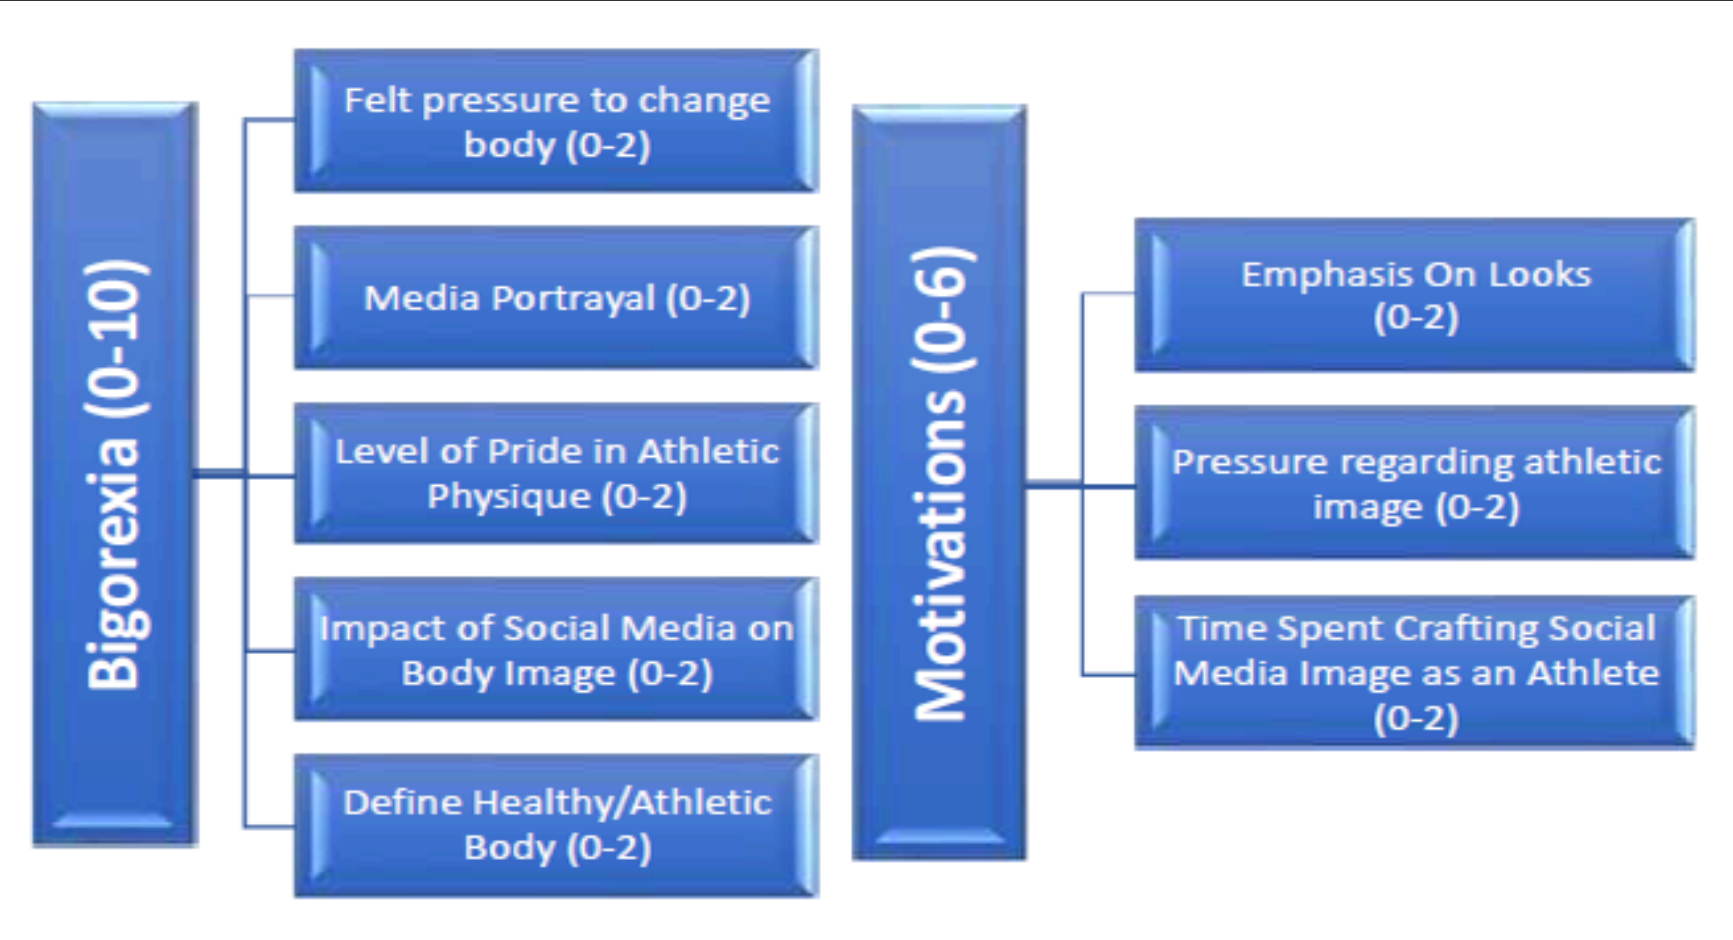 Bigorexia (0-10)
Felt pressure to change
body (0-2)
Media Portrayal (0-2)
Level of Pride in Athletic
Physique (0-2)
Impact of Social Media on
Body Image (0-2)
Define Healthy/Athletic
Body (0-2)
Motivations (0-6)
Emphasis On Looks
(0-2)
Pressure regarding athletic
image (0-2)
Time Spent Crafting Social
Media Image as an Athlete
(0-2)